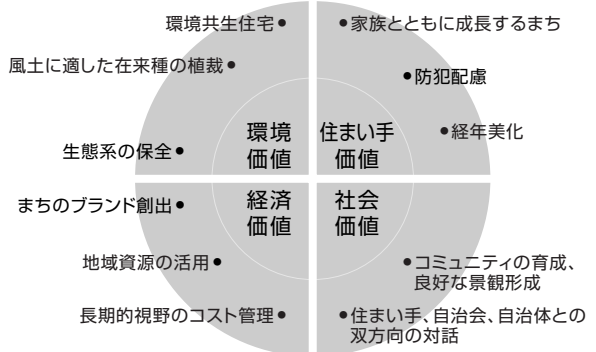 環境共生住宅●
風土に適した在来種の植裁●
生態系の保全●
環境
価値
●家族とともに成長するまち
●防犯配慮
●経年美化
住まい手
価値
まちのブランド創出●
地域資源の活用●
長期的視野のコスト管理●
経済
価値
社会
価値
●コミュニティの育成、
良好な景観形成
●住まい手、自治会、自治体との
双方向の対話